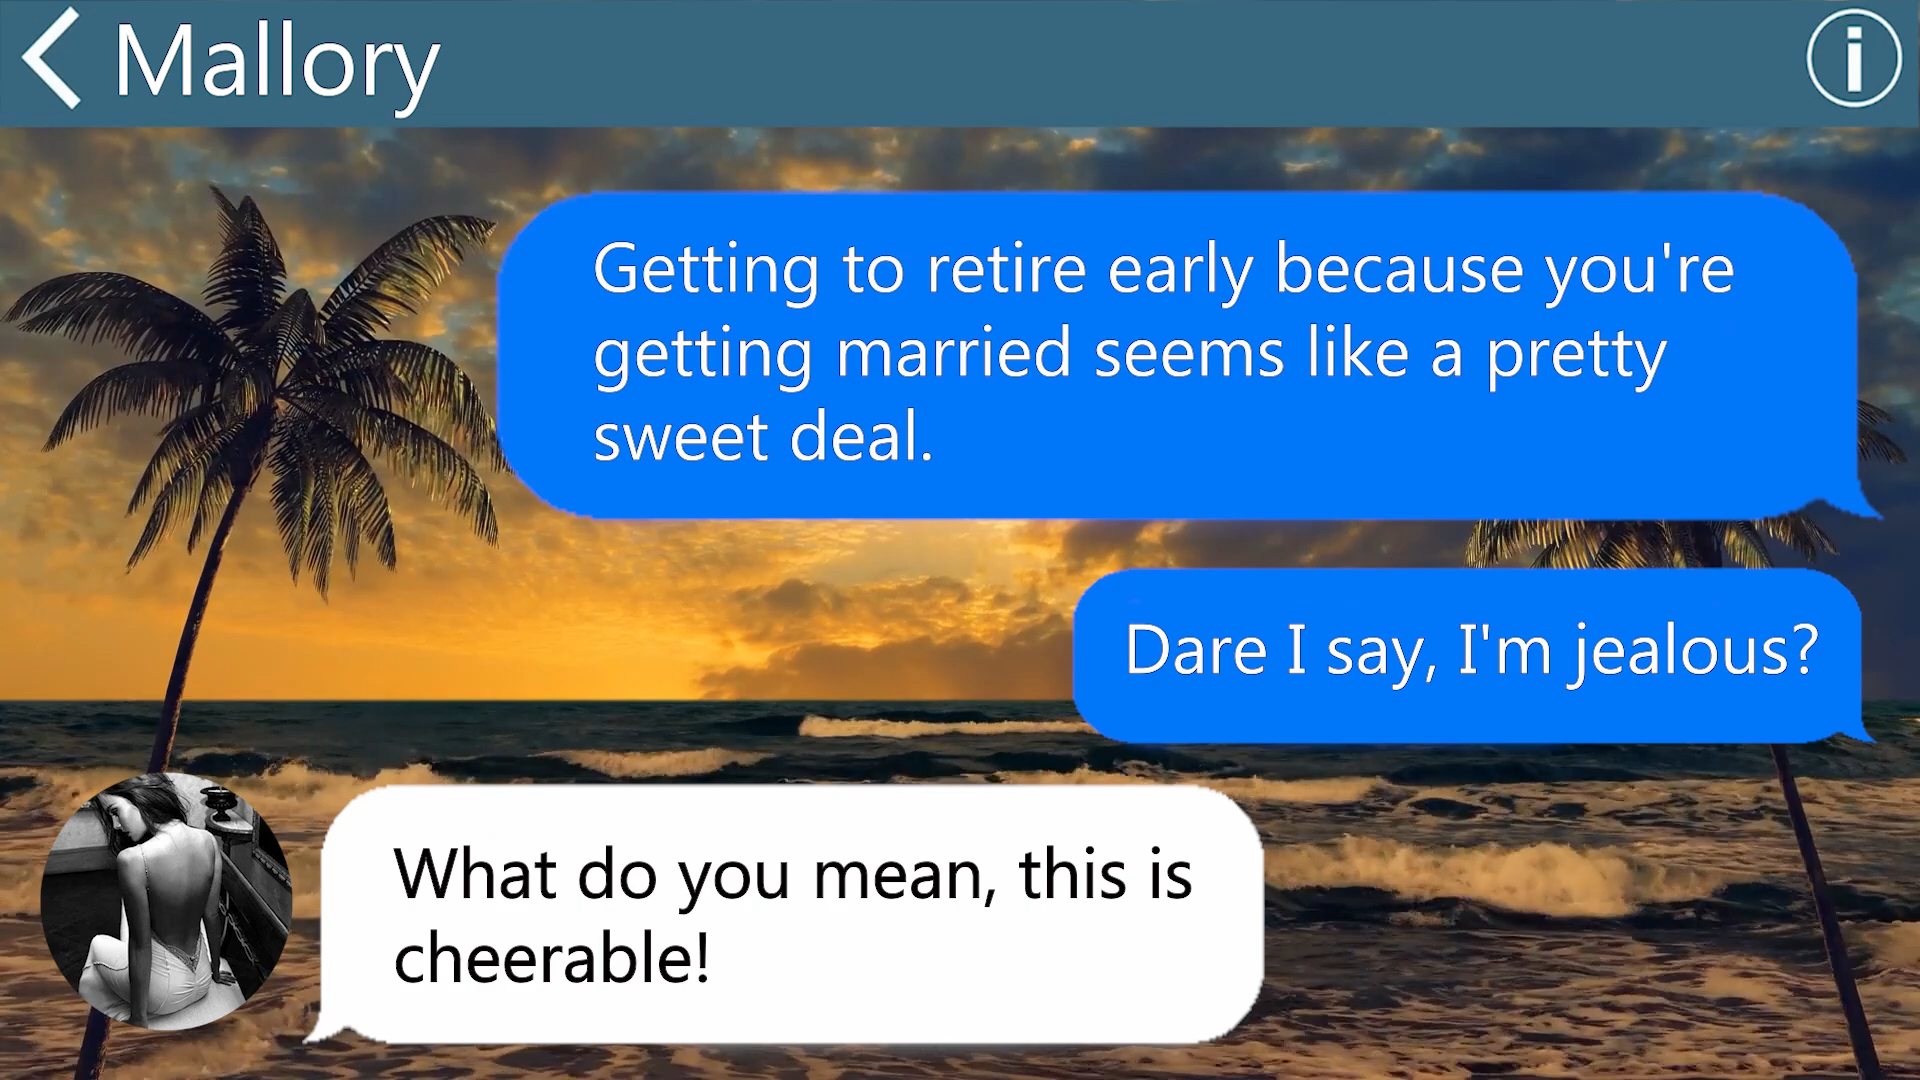 Mallory
Getting to retire early because you're
getting married seems like a pretty
sweet deal.
Dare I say, I'm jealous?
What do you mean, this is
cheerable!